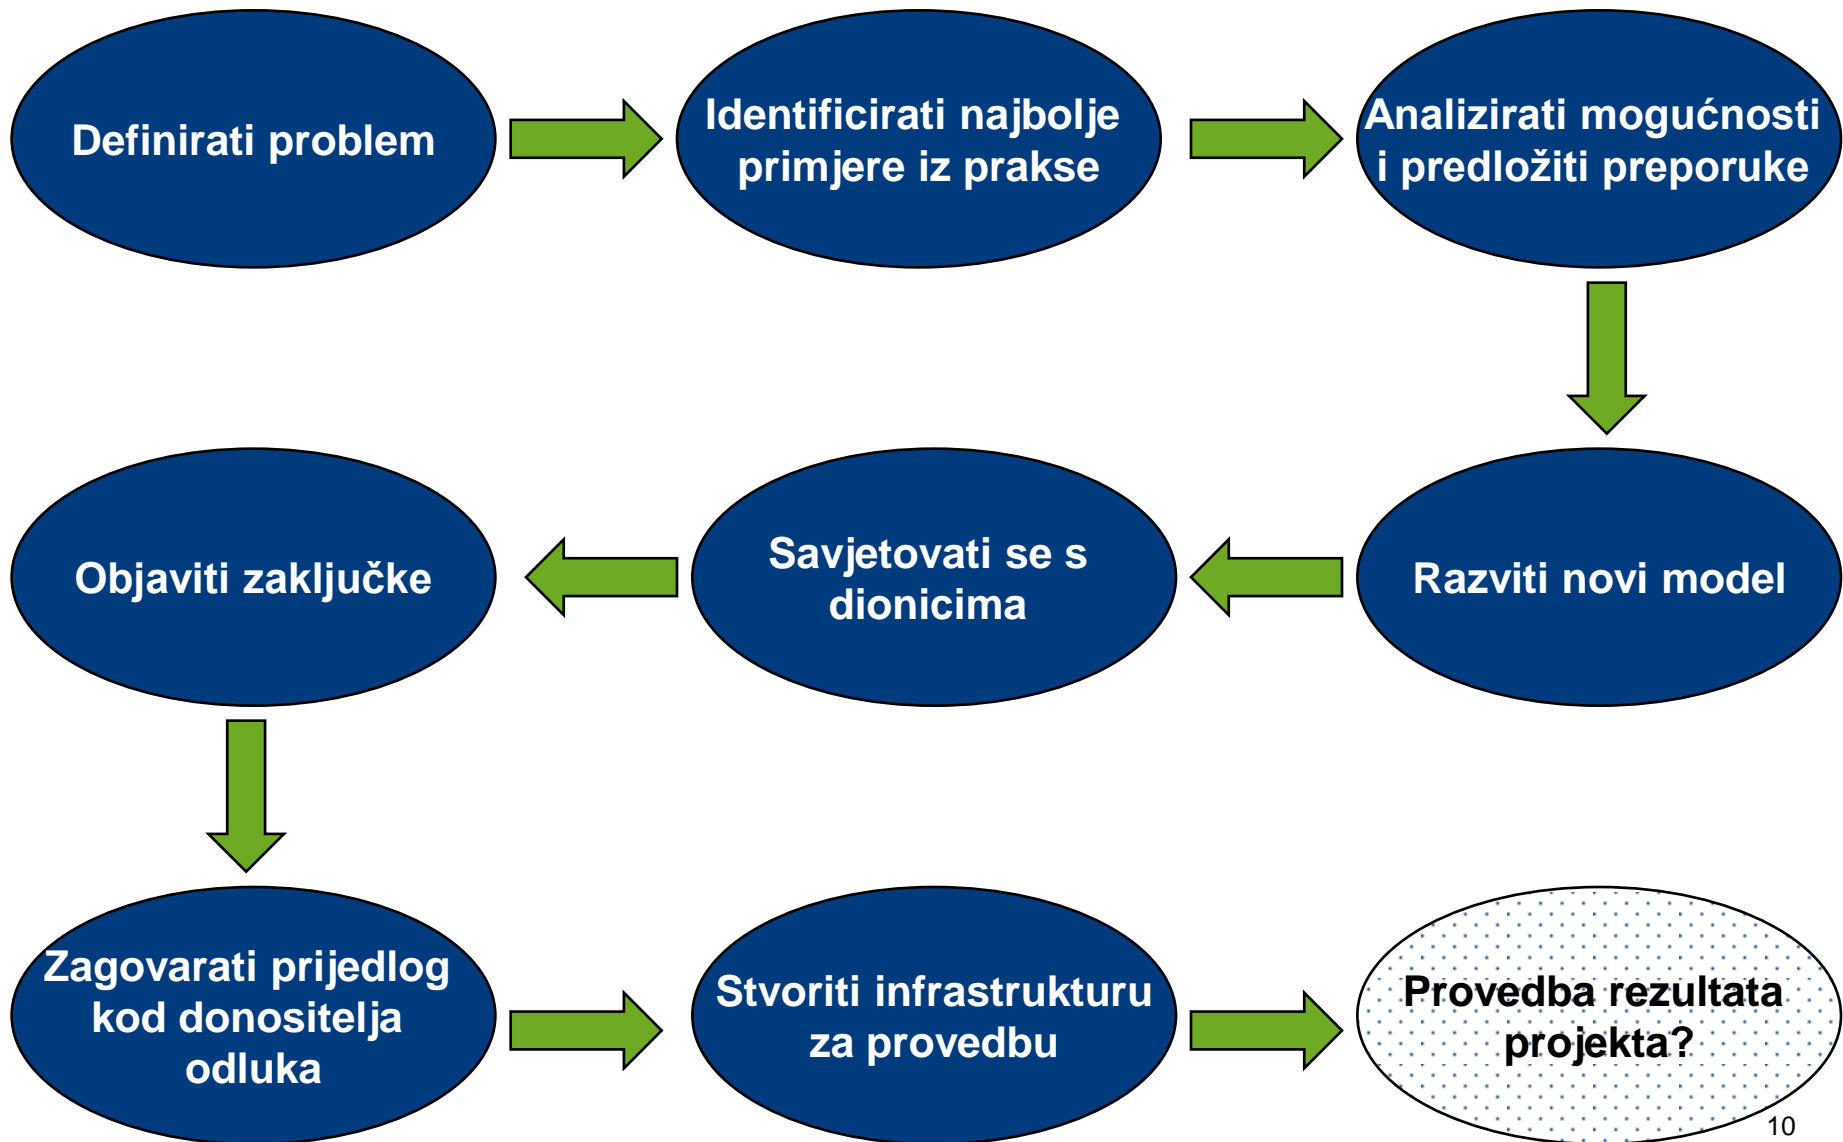 Definirati problem
Identificirati najbolje
primjere iz prakse
Analizirati mogućnosti
i predložiti preporuke
Razviti novi model
Savjetovati se s
dionicima
Objaviti zaključke
Zagovarati prijedlog
kod donositelja
odluka
Stvoriti infrastrukturu
za provedbu
Provedba rezultata
projekta?
10